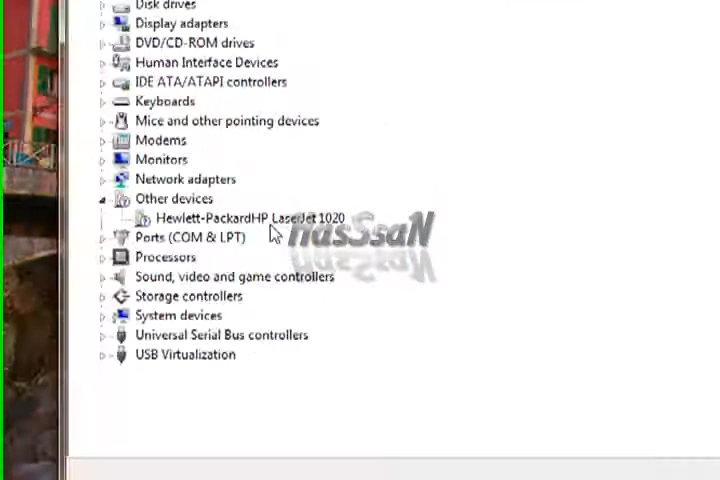 Disk drives
Display adapters
DVD/CD-ROM drives
Human Interface Devices
IDE ATA/ATAPI controllers
Keyboards
Mice and other pointing devices
Modems
Monitors
Network adapters
Other devices
Hewlett-PackardHP LaserJet 1020
hasSsaN
Ports (COM & LPT)
Processors
Sound, video and game controllers
Storage controllers
System devices
Universal Serial Bus controllers
USB Virtualization